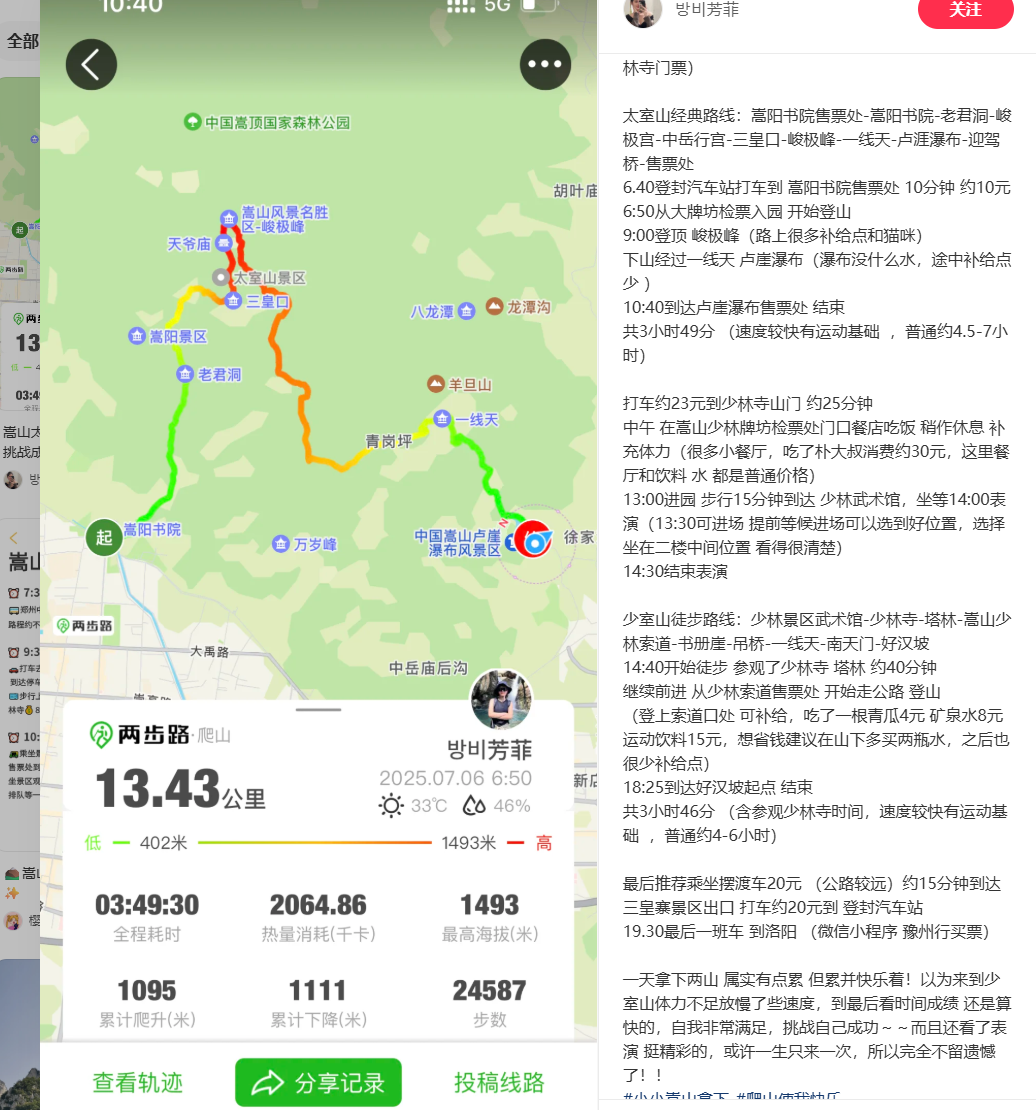 10:40
5G
全部
中国嵩顶国家森林公园
胡叶庙
嵩山风景名胜
区-峻极峰
天爷庙
太室山景区
三皇口
八龙潭
龙潭沟
嵩阳景区
老君洞
羊旦山
一线天
青岗坪
起
嵩阳书院
万岁峰
中国嵩山卢崖
瀑布风景区
N
徐家
两步路
大禹路
中岳庙后沟
新店
两步路·爬山
방비芳菲
13.43公里
2025.07.06 6:50
33℃ 46%
低 402米 1493米 高
03:49:30 2064.86 1493
全程耗时 热量消耗(千卡) 最高海拔(米)
1095 1111 24587
累计爬升(米) 累计下降(米) 步数
查看轨迹 分享记录 投稿线路
방비芳菲
关注
林寺门票）
太室山经典路线：嵩阳书院售票处-嵩阳书院-老君洞-峻
极宫-中岳行宫-三皇口-峻极峰-一线天-卢涯瀑布-迎驾
桥-售票处
6.40登封汽车站打车到 嵩阳书院售票处 10分钟 约10元
6:50从大牌坊检票入园 开始登山
9:00登顶 峻极峰（路上很多补给点和猫咪）
下山经过一线天 卢崖瀑布（瀑布没什么水，途中补给点
少 ）
10:40到达卢崖瀑布售票处 结束
共3小时49分 （速度较快有运动基础 ，普通约4.5-7小
时）
打车约23元到少林寺山门 约25分钟
中午 在嵩山少林牌坊检票处门口餐店吃饭 稍作休息 补
充体力（很多小餐厅，吃了朴大叔消费约30元，这里餐
厅和饮料 水 都是普通价格）
13:00进园 步行15分钟到达 少林武术馆，坐等14:00表
演（13:30可进场 提前等候进场可以选到好位置，选择
坐在二楼中间位置 看得很清楚）
14:30结束表演
少室山徒步路线：少林景区武术馆-少林寺-塔林-嵩山少
林索道-书册崖-吊桥-一线天-南天门-好汉坡
14:40开始徒步 参观了少林寺 塔林 约40分钟
继续前进 从少林索道售票处 开始走公路 登山
（登上索道口处 可补给，吃了一根青瓜4元 矿泉水8元
运动饮料15元，想省钱建议在山下多买两瓶水，之后也
很少补给点）
18:25到达好汉坡起点 结束
共3小时46分 （含参观少林寺时间，速度较快有运动基
础 ，普通约4-6小时）
最后推荐乘坐摆渡车20元 （公路较远）约15分钟到达
三皇寨景区出口 打车约20元到 登封汽车站
19.30最后一班车 到洛阳 （微信小程序 豫州行买票）
一天拿下两山 属实有点累 但累并快乐着！以为来到少
室山体力不足放慢了些速度，到最后看时间成绩 还是算
快的，自我非常满足，挑战自己成功～～而且还看了表
演 挺精彩的，或许一生只来一次，所以完全不留遗憾
了！！
#小小嵩山拿下 #爬山使我快乐